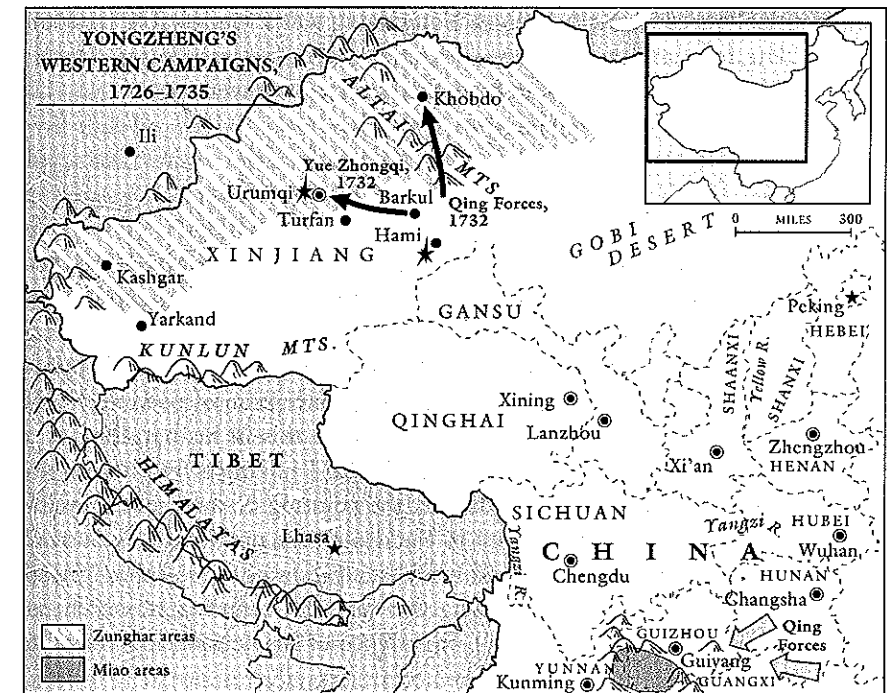 YONGZHENG'S
WESTERN CAMPAIGNS,
1726–1735
ALTAI MTS.
Khobdo
Ili
Yue Zhongqi,
1732
Urumqi
Barkul
Qing Forces,
1732
Turfan
Hami
0 MILES 300
GOBI
DESERT
XINJIANG
Kashgar
GANSU
Peking
HEBEI
Yarkand
KUNLUN MTS.
SHAANXI
Yellow R.
SHANXI
Xining
QINGHAI
Lanzhou
Zhengzhou
HENAN
Xi'an
TIBET
HIMALAYAS
SICHUAN
Yangzi R.
HUBEI
Lhasa
Yangzi R.
CHINA
Wuhan
Chengdu
HUNAN
Changsha
Zunghar areas
GUIZHOU
Qing
Forces
Miao areas
Guiyang
YUNNAN
GUANGXI
Kunming